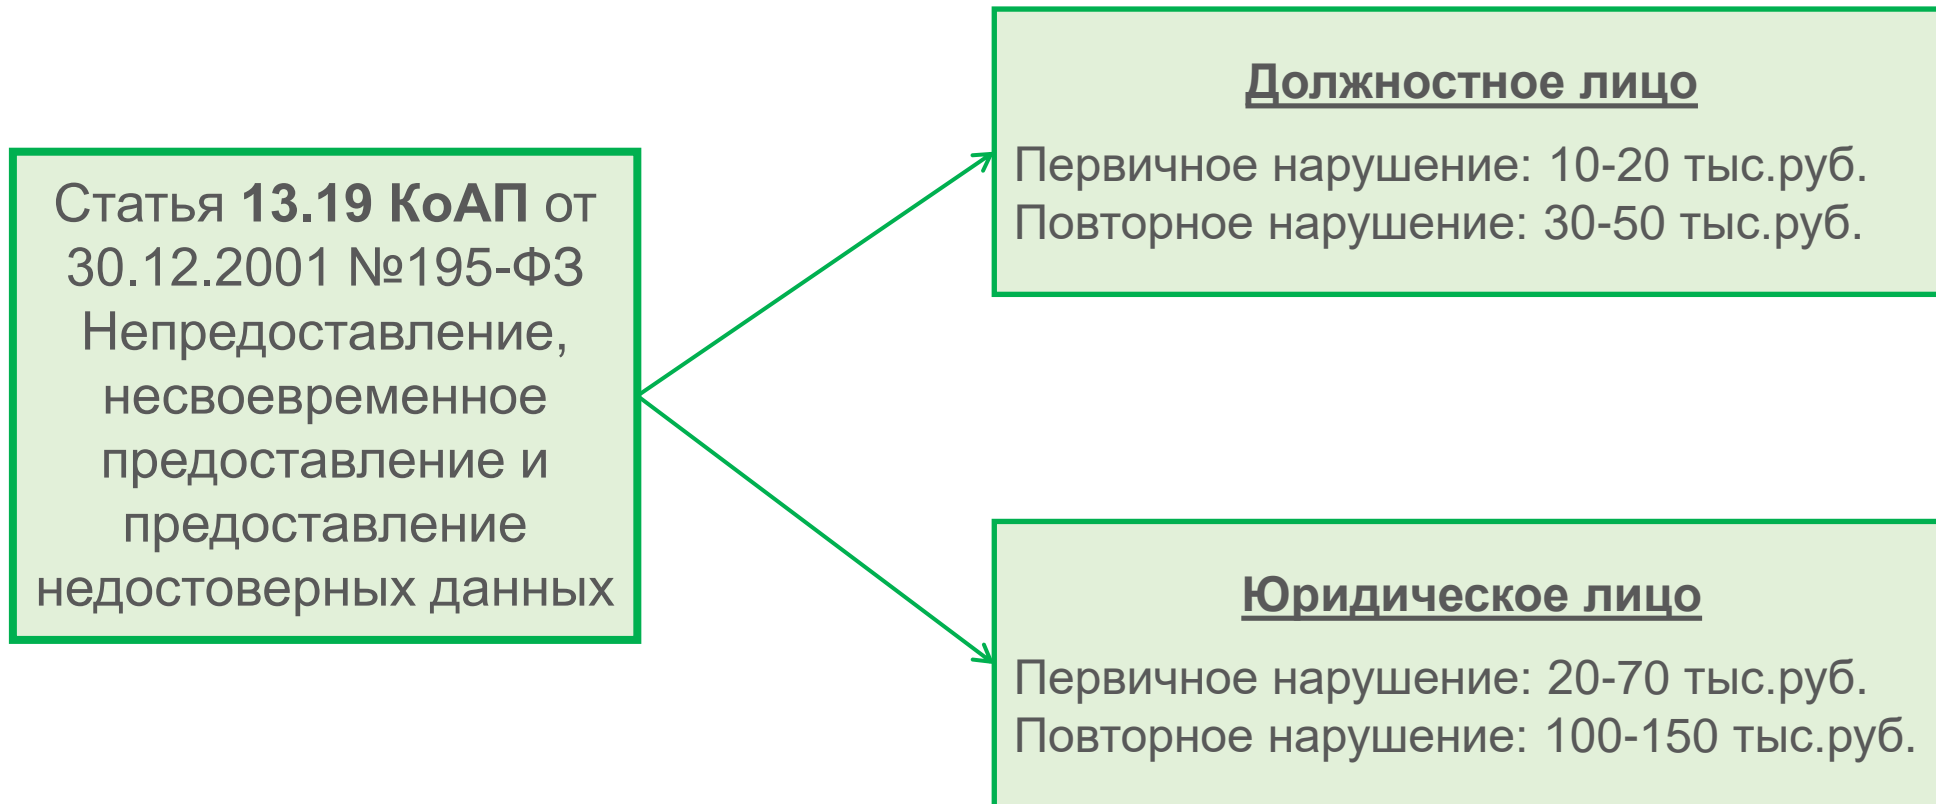 Статья 13.19 КоАП от
30.12.2001 №195-ФЗ
Непредоставление,
несвоевременное
предоставление и
предоставление
недостоверных данных
Должностное лицо
Первичное нарушение: 10-20 тыс.руб.
Повторное нарушение: 30-50 тыс.руб.
Юридическое лицо
Первичное нарушение: 20-70 тыс.руб.
Повторное нарушение: 100-150 тыс.руб.